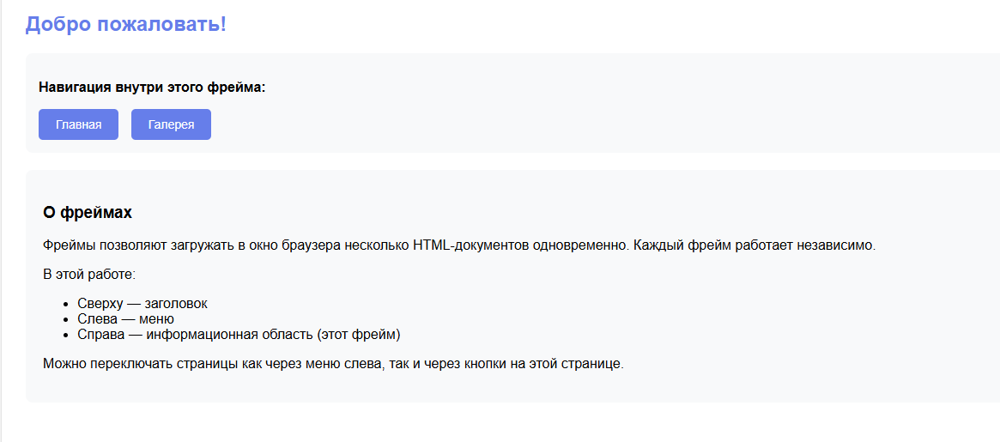 Добро пожаловать!
Навигация внутри этого фрейма:
Главная Галерея
О фреймах
Фреймы позволяют загружать в окно браузера несколько HTML-документов одновременно. Каждый фрейм работает независимо.
В этой работе:
• Сверху — заголовок
• Слева — меню
• Справа — информационная область (этот фрейм)
Можно переключать страницы как через меню слева, так и через кнопки на этой странице.